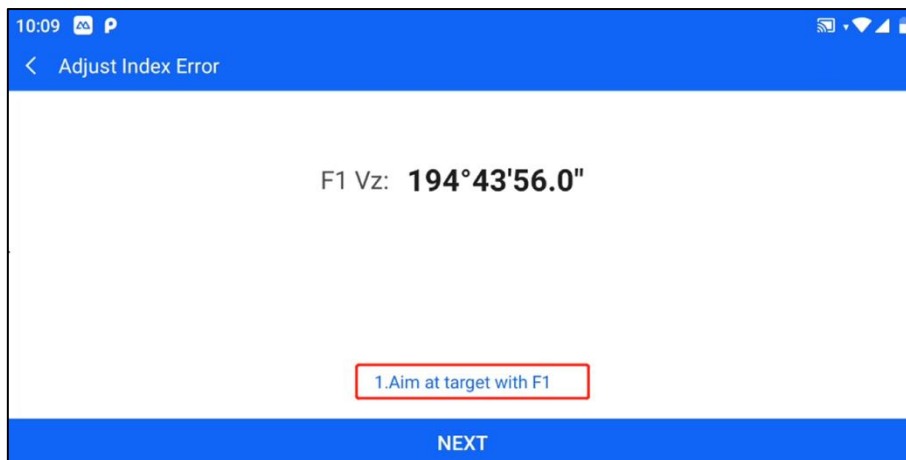 10:09 P
< Adjust Index Error
F1 Vz: 194°43'56.0"
1.Aim at target with F1
NEXT